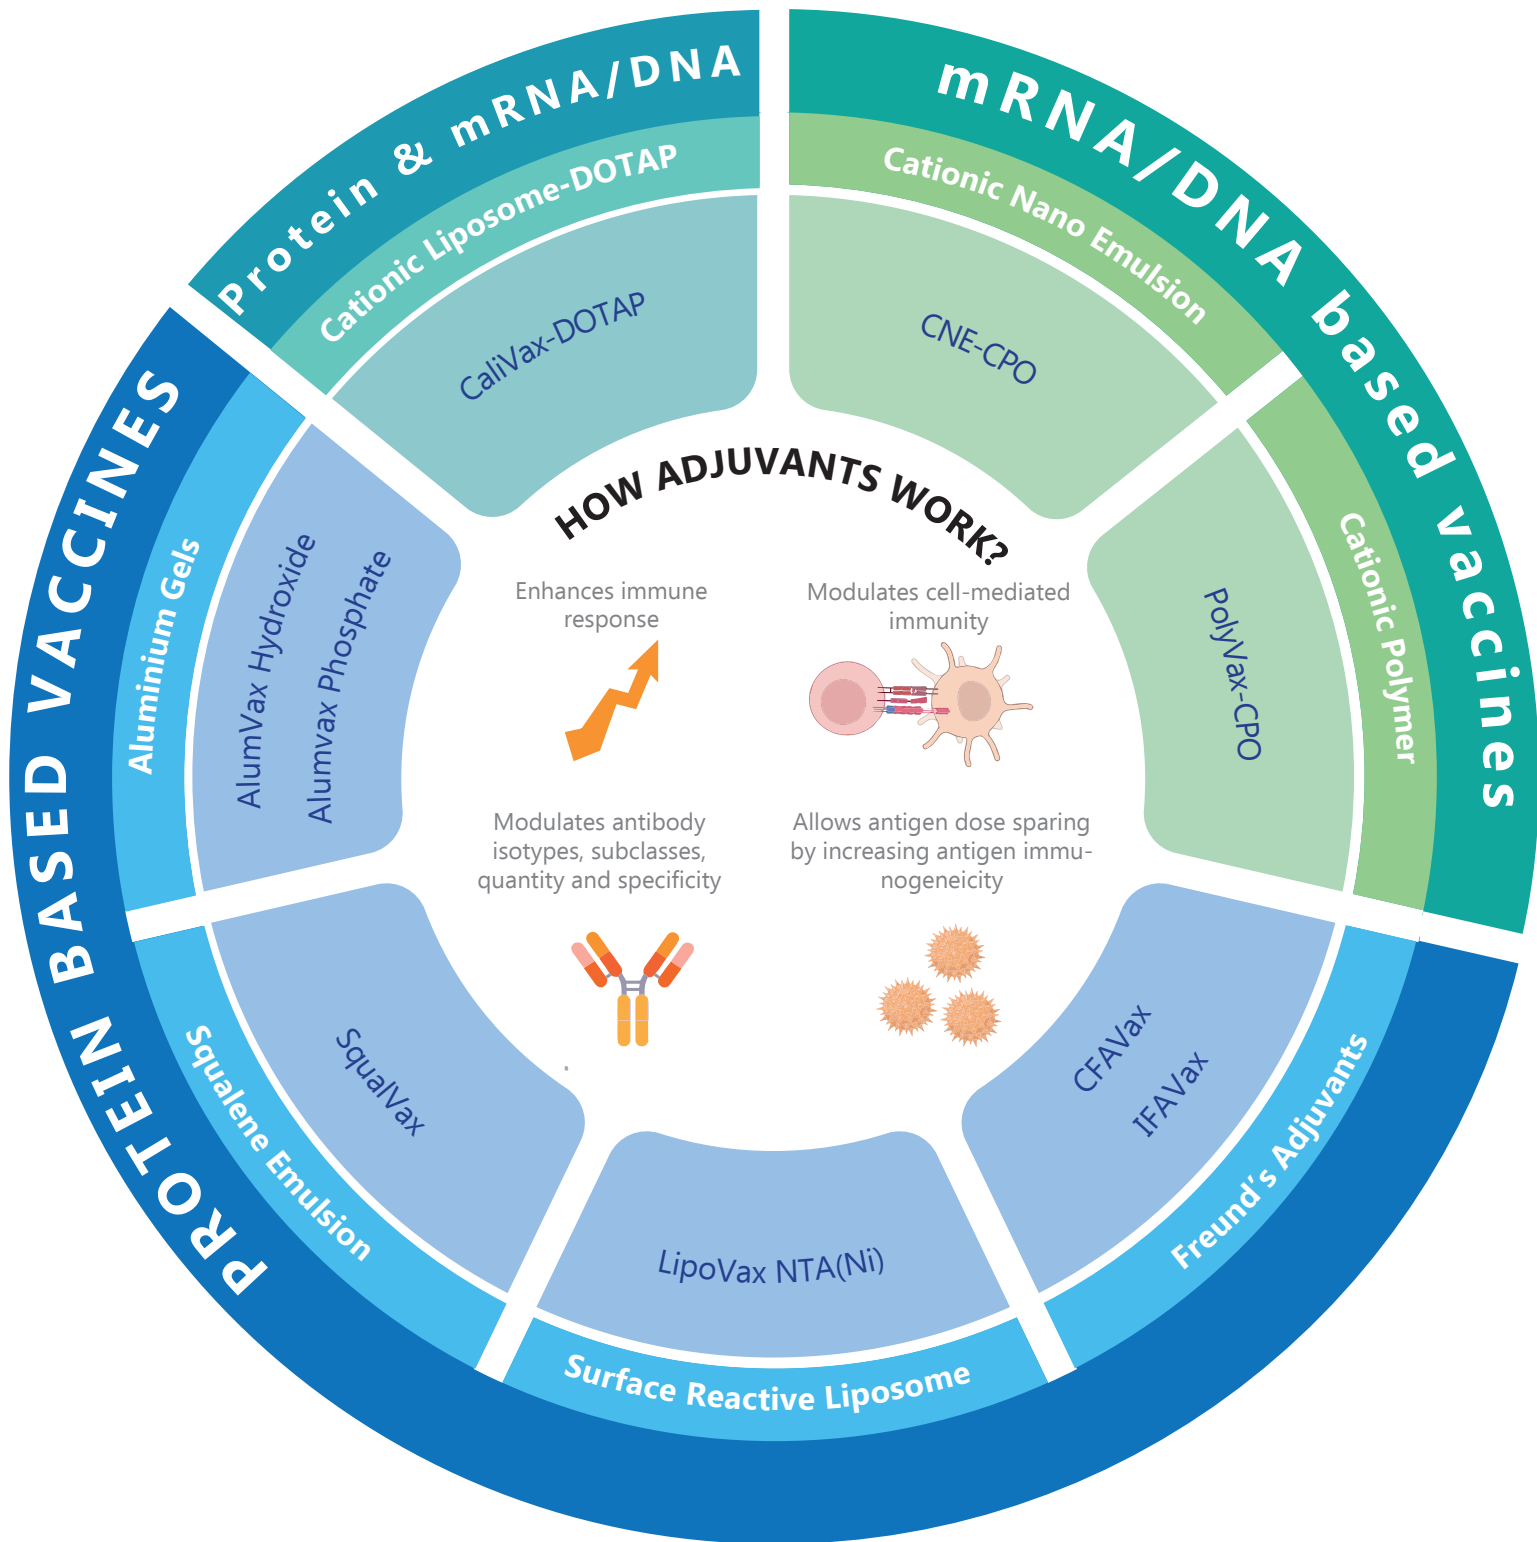 Protein & mRNA/DNA
Cationic Liposome-DOTAP
CaliVax-DOTAP
mRNA/DNA based vaccines
Cationic Nano Emulsion
CNE-CPO
Cationic Polymer
PolyVax-CPO
PROTEIN BASED VACCINES
Aluminium Gels
AlumVax Hydroxide
Alumvax Phosphate
Squalene Emulsion
SqualVax
Surface Reactive Liposome
LipoVax NTA(Ni)
Freund's Adjuvants
CFAVax
IFAVax
HOW ADJUVANTS WORK?
Enhances immune
response
Modulates cell-mediated
immunity
Modulates antibody
isotypes, subclasses,
quantity and specificity
Allows antigen dose sparing
by increasing antigen immu-
nogeneicity